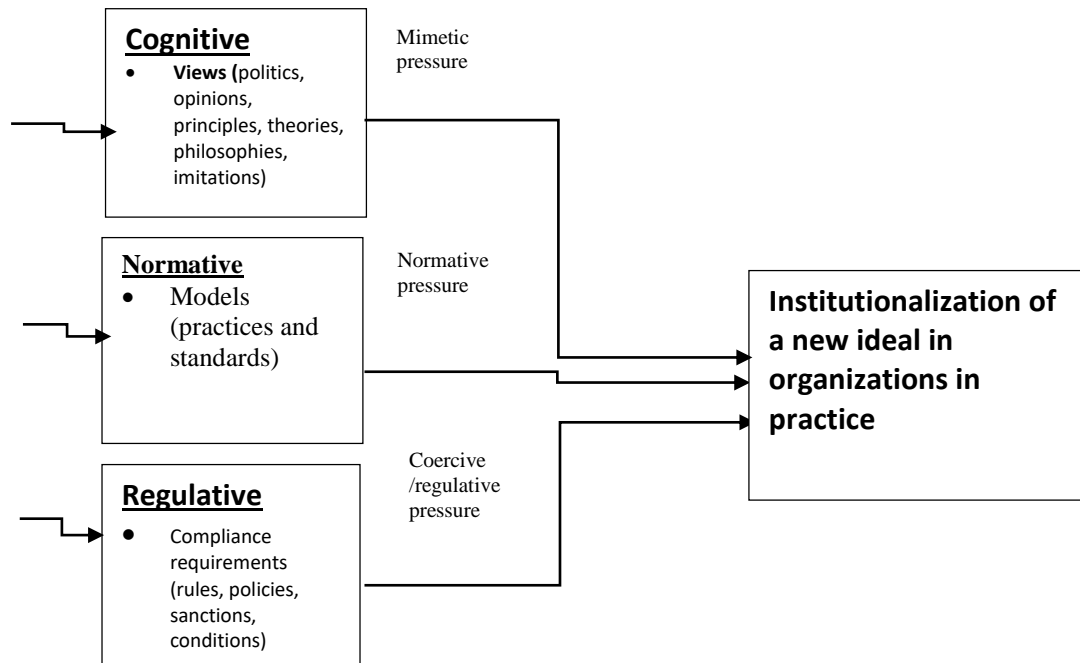 Cognitive
• Views (politics,
opinions,
principles, theories,
philosophies,
imitations)
Mimetic
pressure
Normative
• Models
(practices and
standards)
Normative
pressure
Regulative
• Compliance
requirements
(rules, policies,
sanctions,
conditions)
Coercive
/regulative
pressure
Institutionalization of
a new ideal in
organizations in
practice